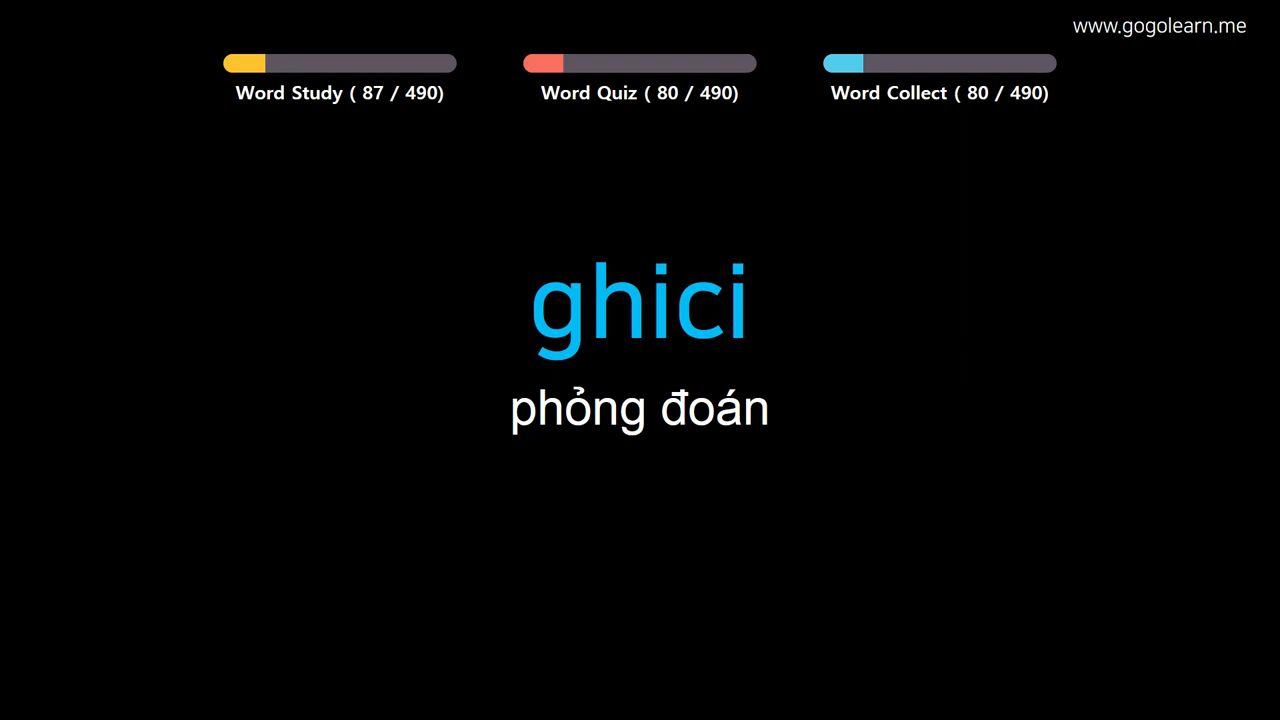 www.gogolearn.me
Word Study ( 87 / 490)
Word Quiz ( 80 / 490)
Word Collect ( 80 / 490)
ghici
phỏng đoán